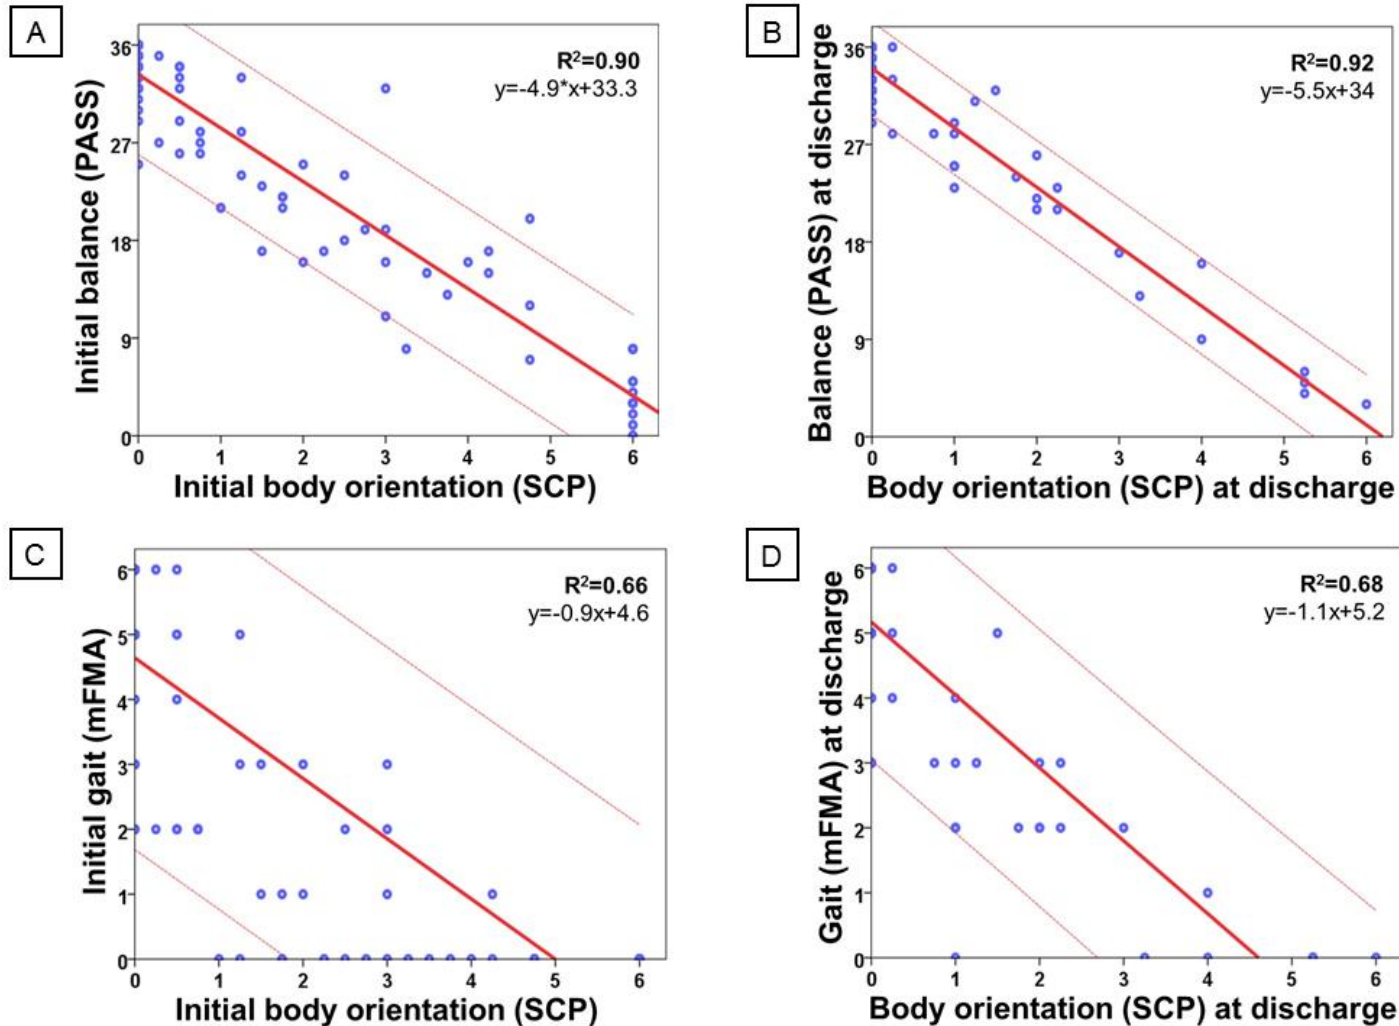 A
R²=0.90
y=-4.9*x+33.3
Initial balance (PASS)
36
27
18
9
0
0 1 2 3 4 5 6
Initial body orientation (SCP)
B
R²=0.92
y=-5.5x+34
Balance (PASS) at discharge
36
27
18
9
0
0 1 2 3 4 5 6
Body orientation (SCP) at discharge
C
R²=0.66
y=-0.9x+4.6
Initial gait (mFMA)
6
5
4
3
2
1
0
0 1 2 3 4 5 6
Initial body orientation (SCP)
D
R²=0.68
y=-1.1x+5.2
Gait (mFMA) at discharge
6
5
4
3
2
1
0
0 1 2 3 4 5 6
Body orientation (SCP) at discharge